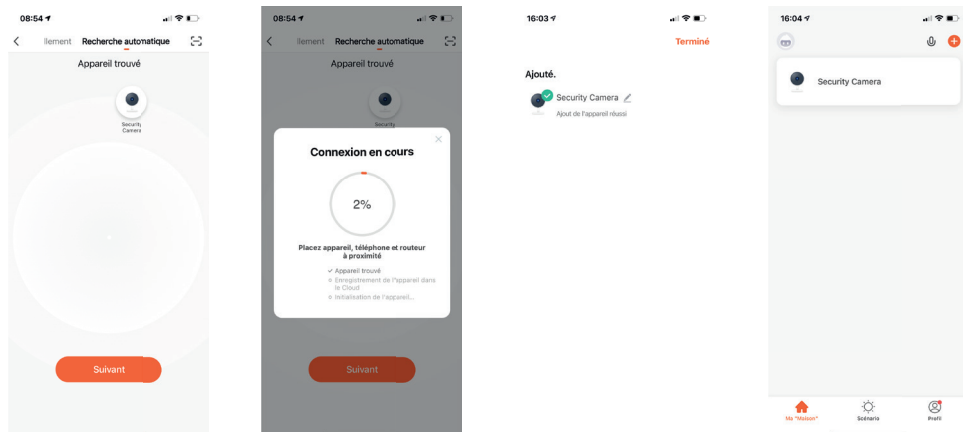 08:54
llement Recherche automatique
Appareil trouvé
Security
Camera
Suivant
08:54
llement Recherche automatique
Appareil trouvé
Security
Connexion en cours
2%
Placez appareil, téléphone et routeur
à proximité
Appareil trouvé
Enregistrement de l'appareil dans
le Cloud
Initialisation de l'appareil...
Suivant
16:03
Terminé
Ajouté.
Security Camera
Ajout de l'appareil réussi
16:04
Security Camera
Ma "Maison" Scénario Profil